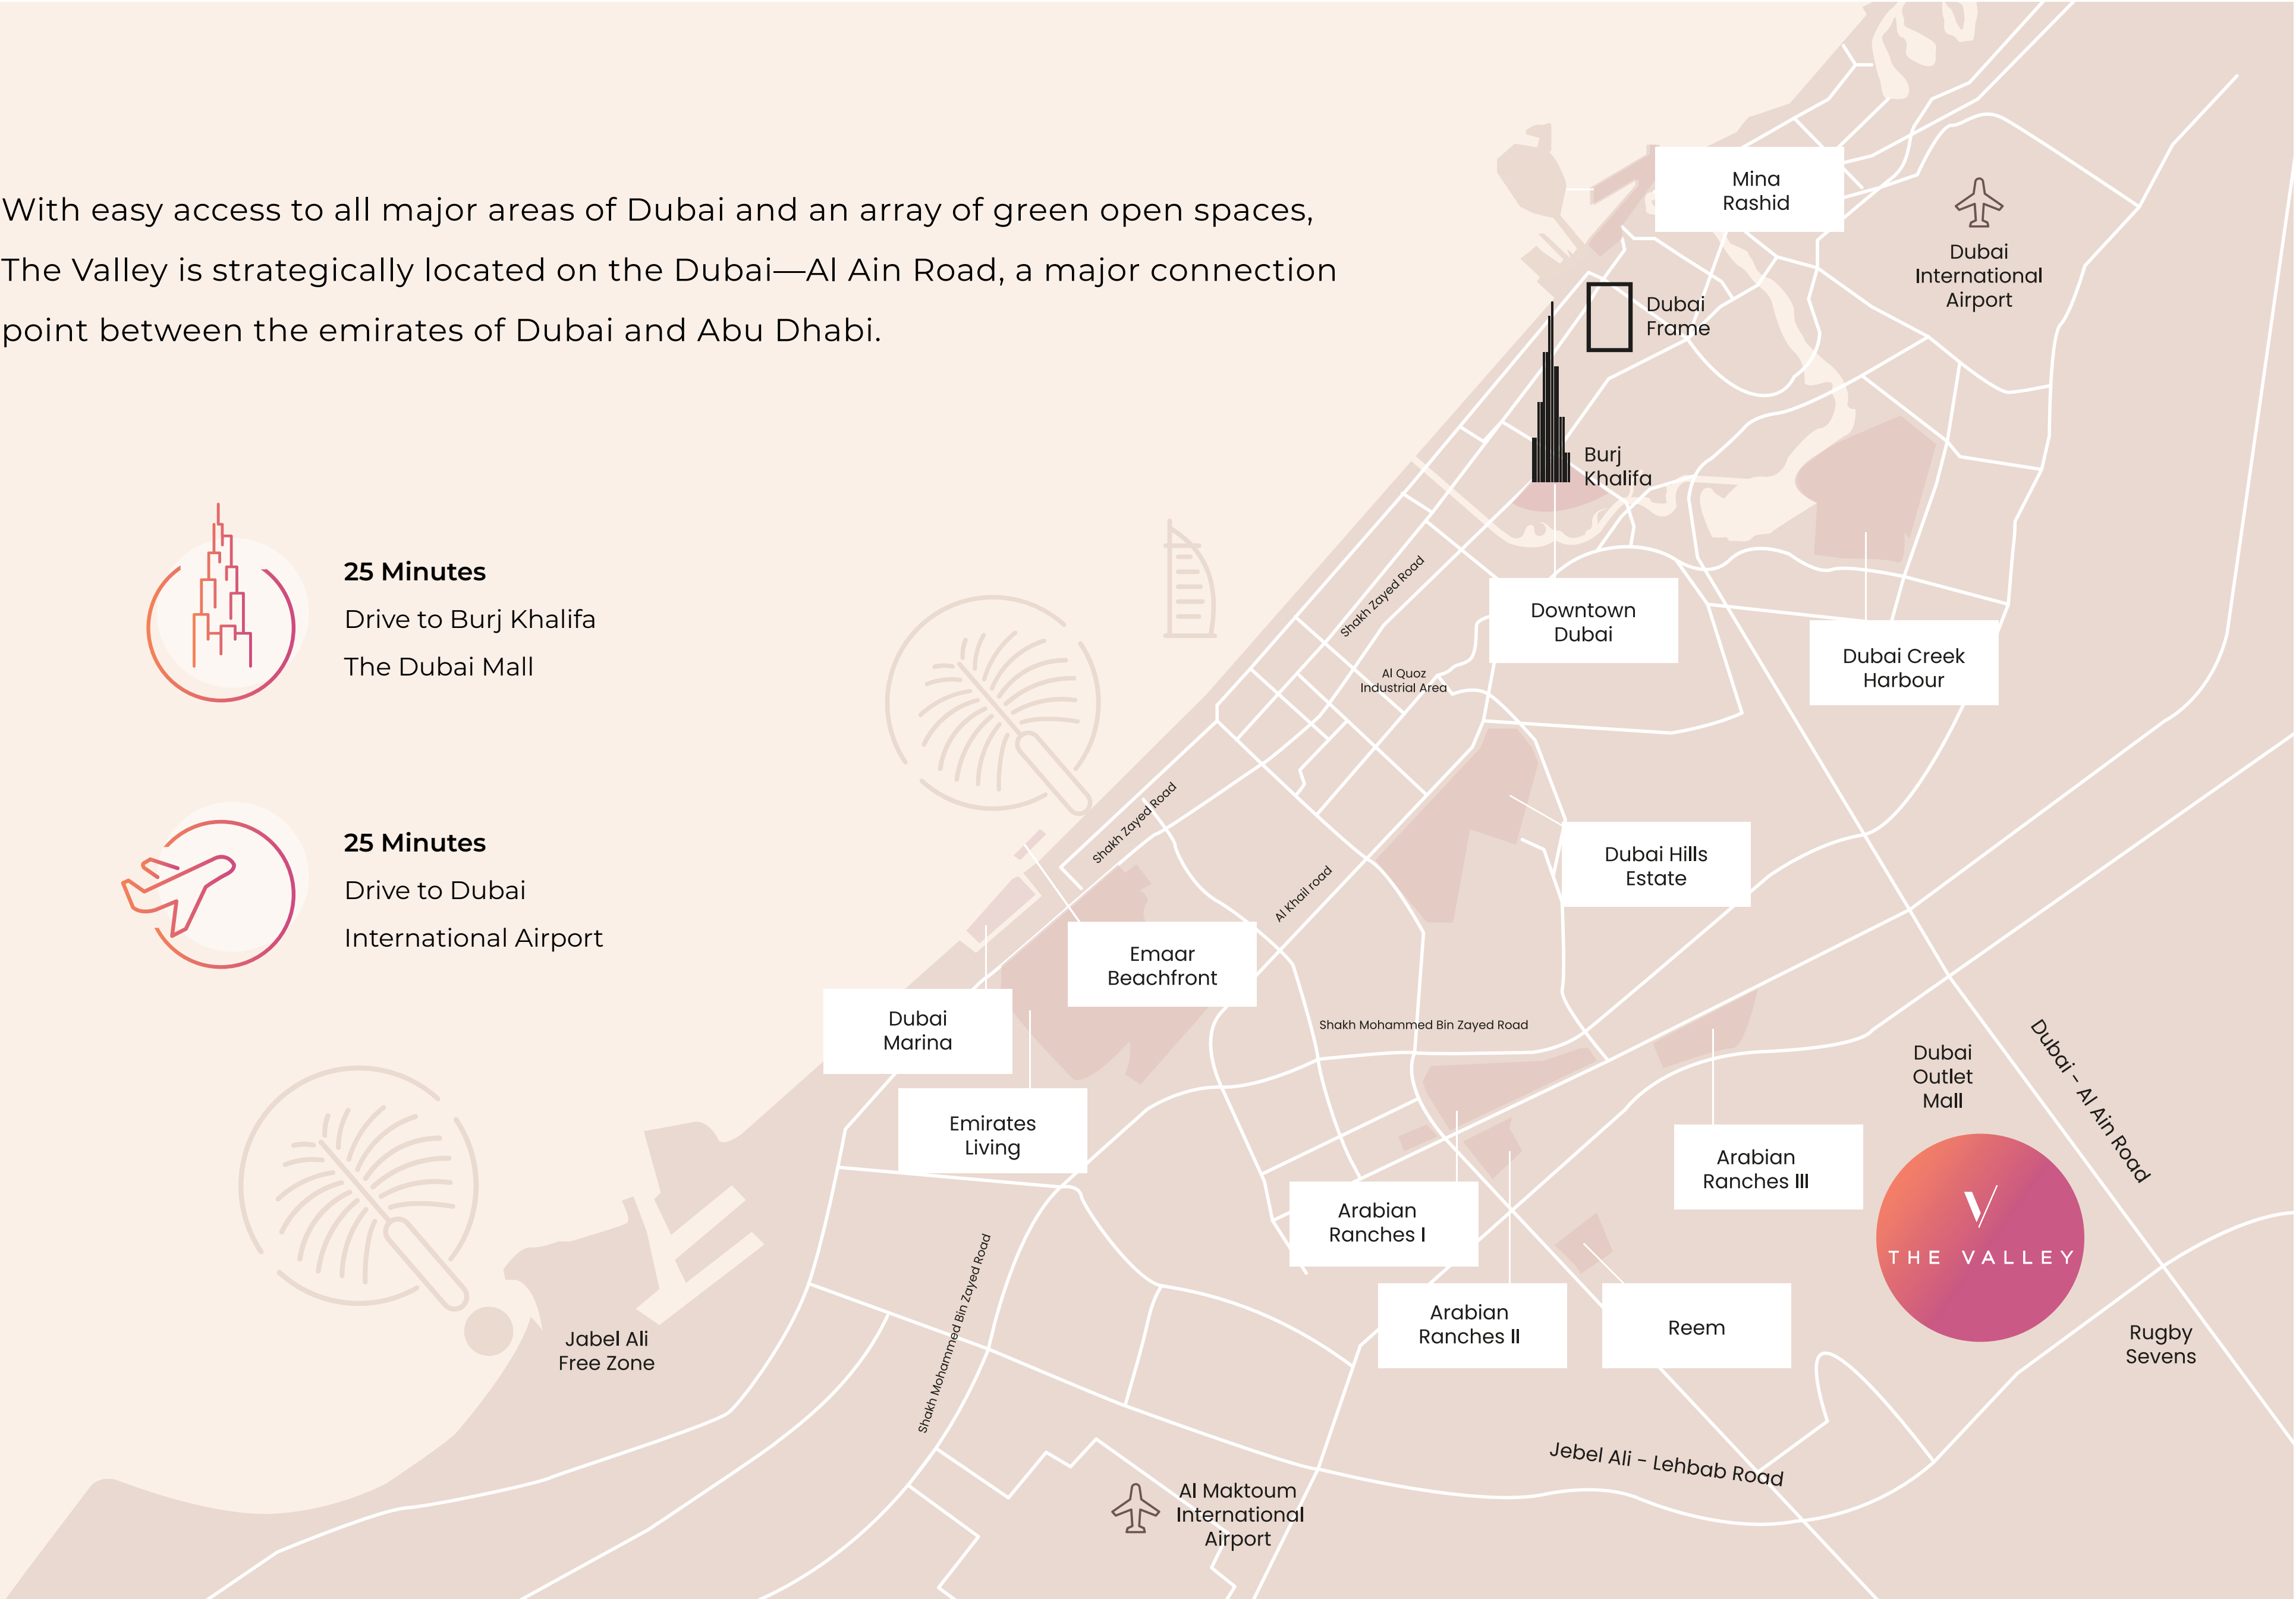 With easy access to all major areas of Dubai and an array of green open spaces,
The Valley is strategically located on the Dubai—Al Ain Road, a major connection
point between the emirates of Dubai and Abu Dhabi.
25 Minutes
Drive to Burj Khalifa
The Dubai Mall
25 Minutes
Drive to Dubai
International Airport
Mina
Rashid
Dubai
International
Airport
Dubai
Frame
Burj
Khalifa
Shakh Zayed Road
Downtown
Dubai
Dubai Creek
Harbour
Al Quoz
Industrial Area
Shakh Zayed Road
Dubai Hills
Estate
Al Khail road
Emaar
Beachfront
Dubai
Marina
Shakh Mohammed Bin Zayed Road
Emirates
Living
Dubai
Outlet
Mall
Dubai - Al Ain Road
Arabian
Ranches III
Arabian
Ranches I
THE VALLEY
Arabian
Ranches II
Reem
Rugby
Sevens
Shakh Mohammed Bin Zayed Road
Jabel Ali
Free Zone
Jebel Ali - Lehbab Road
Al Maktoum
International
Airport